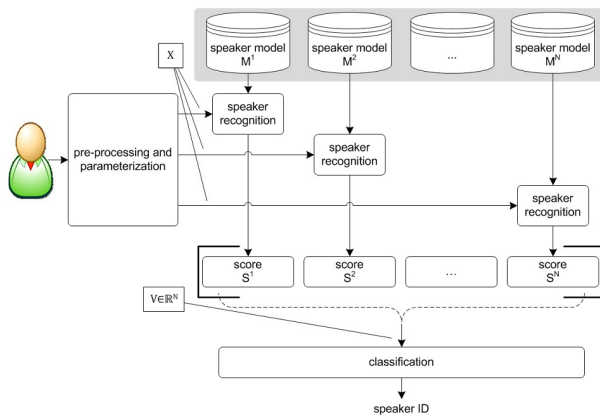 speaker model
M¹
speaker model
M²
...
speaker model
Mᴺ
X
speaker
recognition
pre-processing and
parameterization
speaker
recognition
speaker
recognition
score
S¹
score
S²
...
score
Sᴺ
V∈ℝᴺ
classification
speaker ID